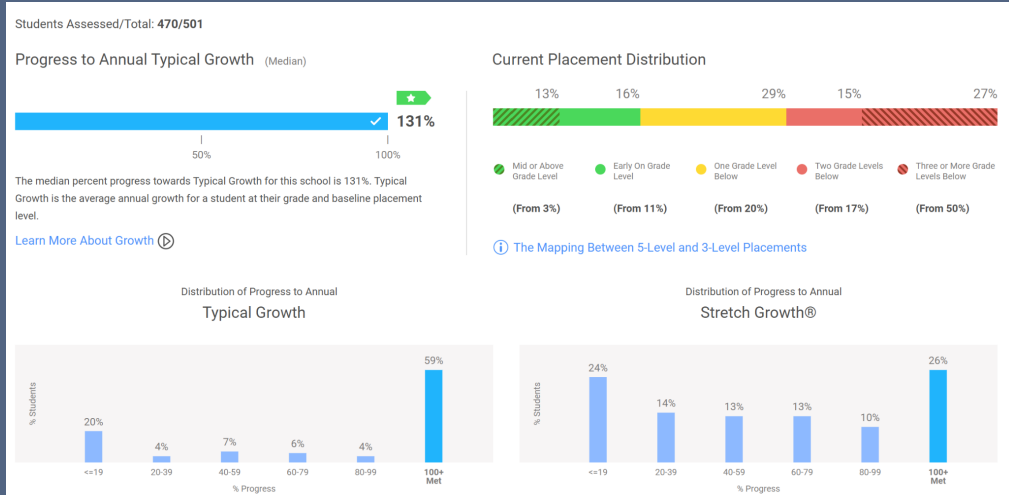 Students Assessed/Total: 470/501
Progress to Annual Typical Growth (Median)
131%
50%
100%
The median percent progress towards Typical Growth for this school is 131%. Typical
Growth is the average annual growth for a student at their grade and baseline placement
level.
Learn More About Growth
Current Placement Distribution
13% 16% 29% 15% 27%
Mid or Above
Grade Level
Early On Grade
Level
One Grade Level
Below
Two Grade Levels
Below
Three or More Grade
Levels Below
(From 3%) (From 11%) (From 20%) (From 17%) (From 50%)
The Mapping Between 5-Level and 3-Level Placements
Distribution of Progress to Annual
Typical Growth
% Students
20% 4% 7% 6% 4% 59%
<=19 20-39 40-59 60-79 80-99 100+
Met
% Progress
Distribution of Progress to Annual
Stretch Growth®
% Students
24% 14% 13% 13% 10% 26%
<=19 20-39 40-59 60-79 80-99 100+
Met
% Progress